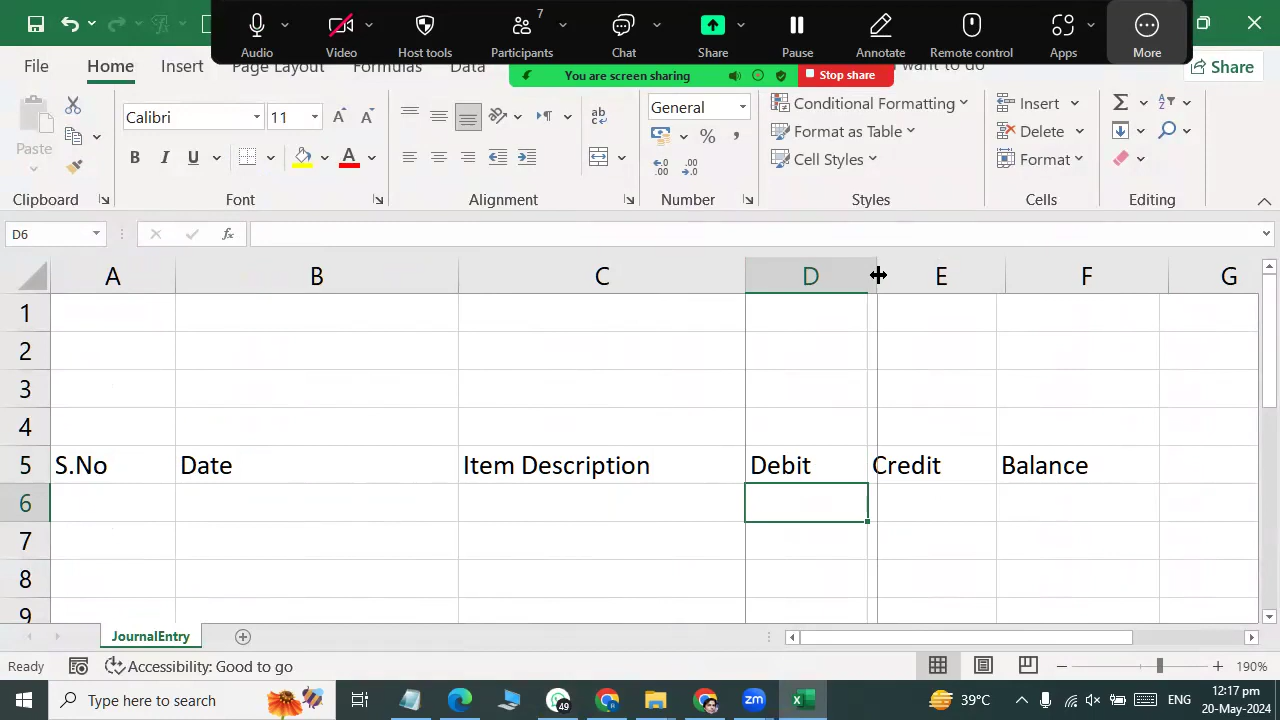 7
Audio Video Host tools Participants Chat Share Pause Annotate Remote control Apps More
You are screen sharing Stop share
File Home Insert Page Layout Formulas Data want to do Share
Calibri 11 General Conditional Formatting Insert
Paste B I U % Format as Table Delete
Cell Styles Format
Clipboard Font Alignment Number Styles Cells Editing
D6 fx
A B C D E F G
1
2
3
4
5 S.No Date Item Description Debit Credit Balance
6
7
8
9
JournalEntry
Ready Accessibility: Good to go 190%
Type here to search 49 zm 39°C ENG 12:17 pm
20-May-2024